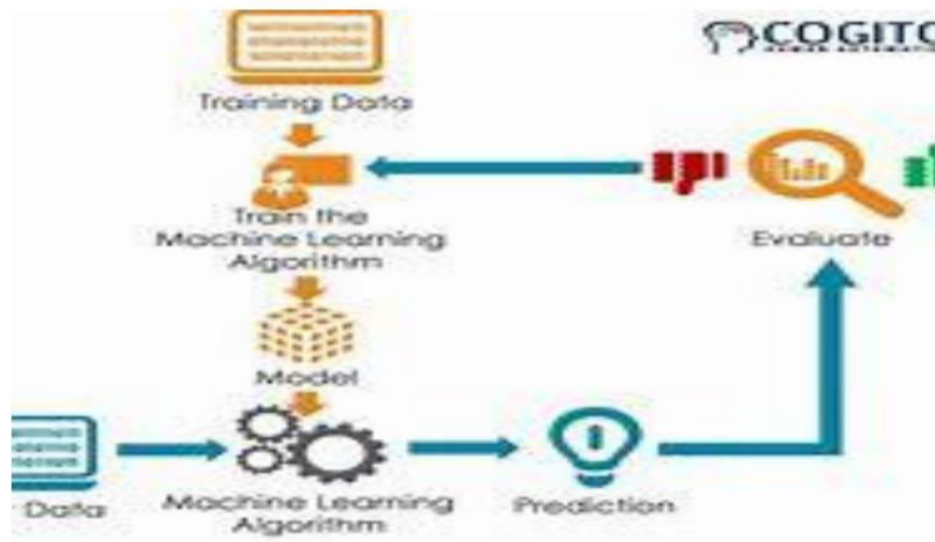 COGITO
Training Data
Train the
Machine Learning
Algorithm
Evaluate
Model
Data
Machine Learning
Algorithm
Prediction